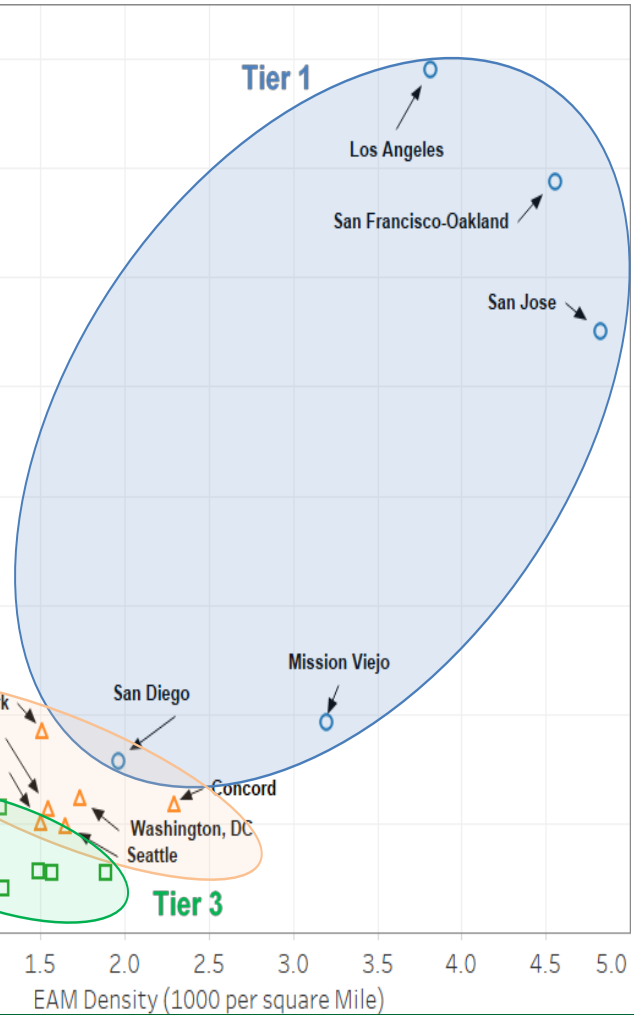 Tier 1
Los Angeles
San Francisco-Oakland
San Jose
Mission Viejo
San Diego
k
Concord
Washington, DC
Seattle
Tier 3
1.5 2.0 2.5 3.0 3.5 4.0 4.5 5.0
EAM Density (1000 per square Mile)